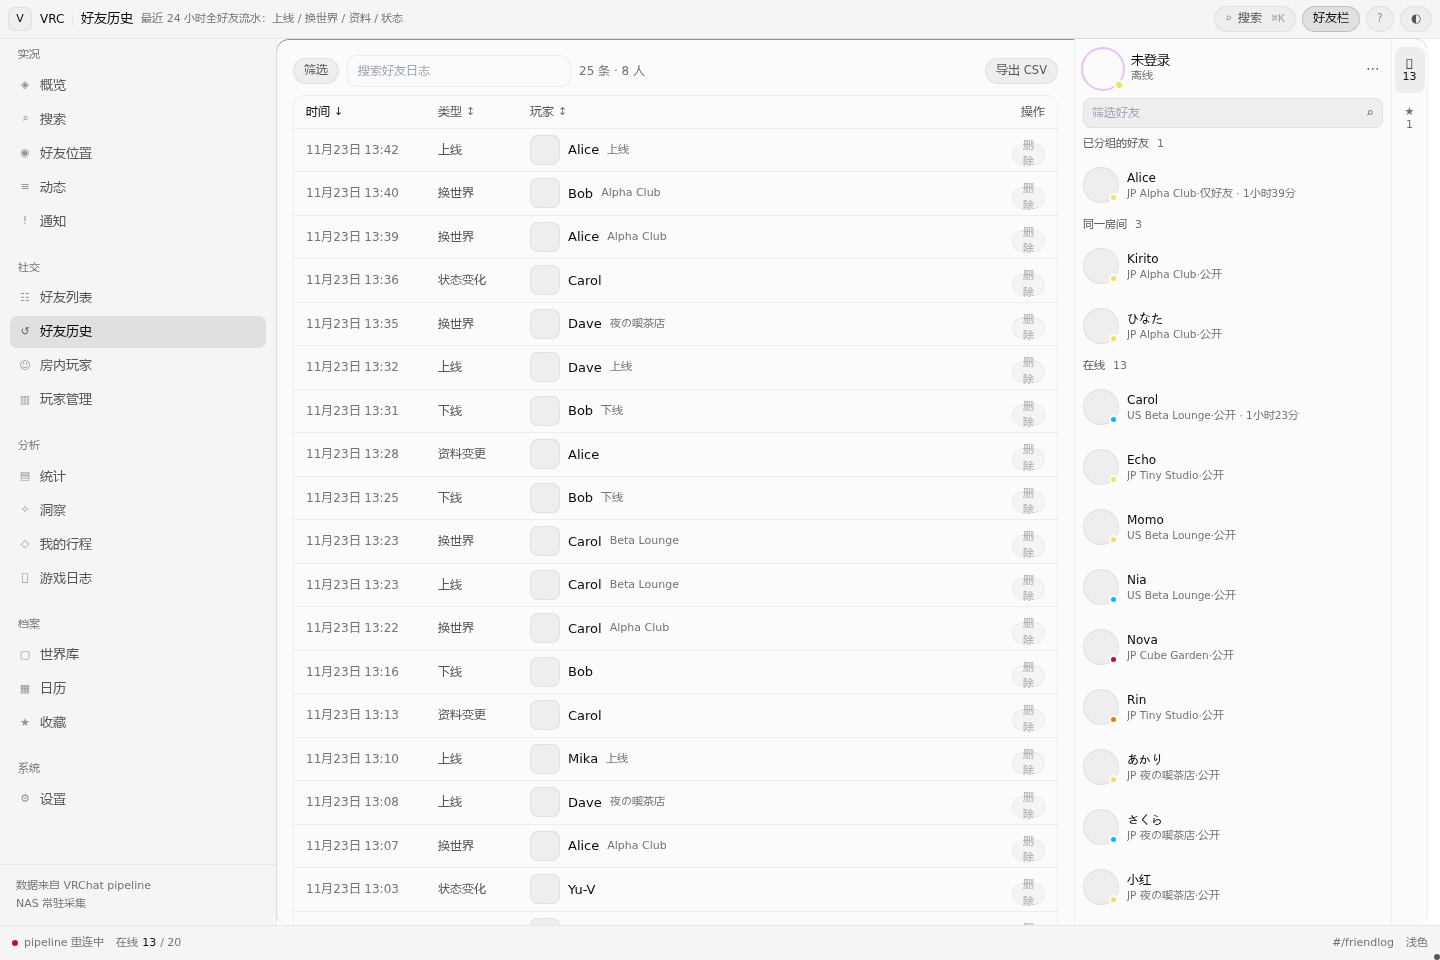 V VRC 好友历史 最近 24 小时全好友流水：上线 / 换世界 / 资料 / 状态
搜索 ⌘K 好友栏 ?
实况
概览
搜索
好友位置
动态
通知
社交
好友列表
好友历史
房内玩家
玩家管理
分析
统计
洞察
我的行程
游戏日志
档案
世界库
日历
收藏
系统
设置
数据来自 VRChat pipeline
NAS 常驻采集
筛选 搜索好友日志 25 条 · 8 人 导出 CSV
时间 ↓ 类型 ↕ 玩家 ↕ 操作
11月23日 13:42 上线 Alice 上线 删除
11月23日 13:40 换世界 Bob Alpha Club 删除
11月23日 13:39 换世界 Alice Alpha Club 删除
11月23日 13:36 状态变化 Carol 删除
11月23日 13:35 换世界 Dave 夜の喫茶店 删除
11月23日 13:32 上线 Dave 上线 删除
11月23日 13:31 下线 Bob 下线 删除
11月23日 13:28 资料变更 Alice 删除
11月23日 13:25 下线 Bob 下线 删除
11月23日 13:23 换世界 Carol Beta Lounge 删除
11月23日 13:23 上线 Carol Beta Lounge 删除
11月23日 13:22 换世界 Carol Alpha Club 删除
11月23日 13:16 下线 Bob 删除
11月23日 13:13 资料变更 Carol 删除
11月23日 13:10 上线 Mika 上线 删除
11月23日 13:08 上线 Dave 夜の喫茶店 删除
11月23日 13:07 换世界 Alice Alpha Club 删除
11月23日 13:03 状态变化 Yu-V 删除
未登录
离线
…
筛选好友
已分组的好友 1
Alice
JP Alpha Club·仅好友 · 1小时39分
同一房间 3
Kirito
JP Alpha Club·公开
ひなた
JP Alpha Club·公开
在线 13
Carol
US Beta Lounge·公开 · 1小时23分
Echo
JP Tiny Studio·公开
Momo
US Beta Lounge·公开
Nia
US Beta Lounge·公开
Nova
JP Cube Garden·公开
Rin
JP Tiny Studio·公开
あかり
JP 夜の喫茶店·公开
さくら
JP 夜の喫茶店·公开
小红
JP 夜の喫茶店·公开
13
★
1
pipeline 重连中 在线 13 / 20
#/friendlog 浅色